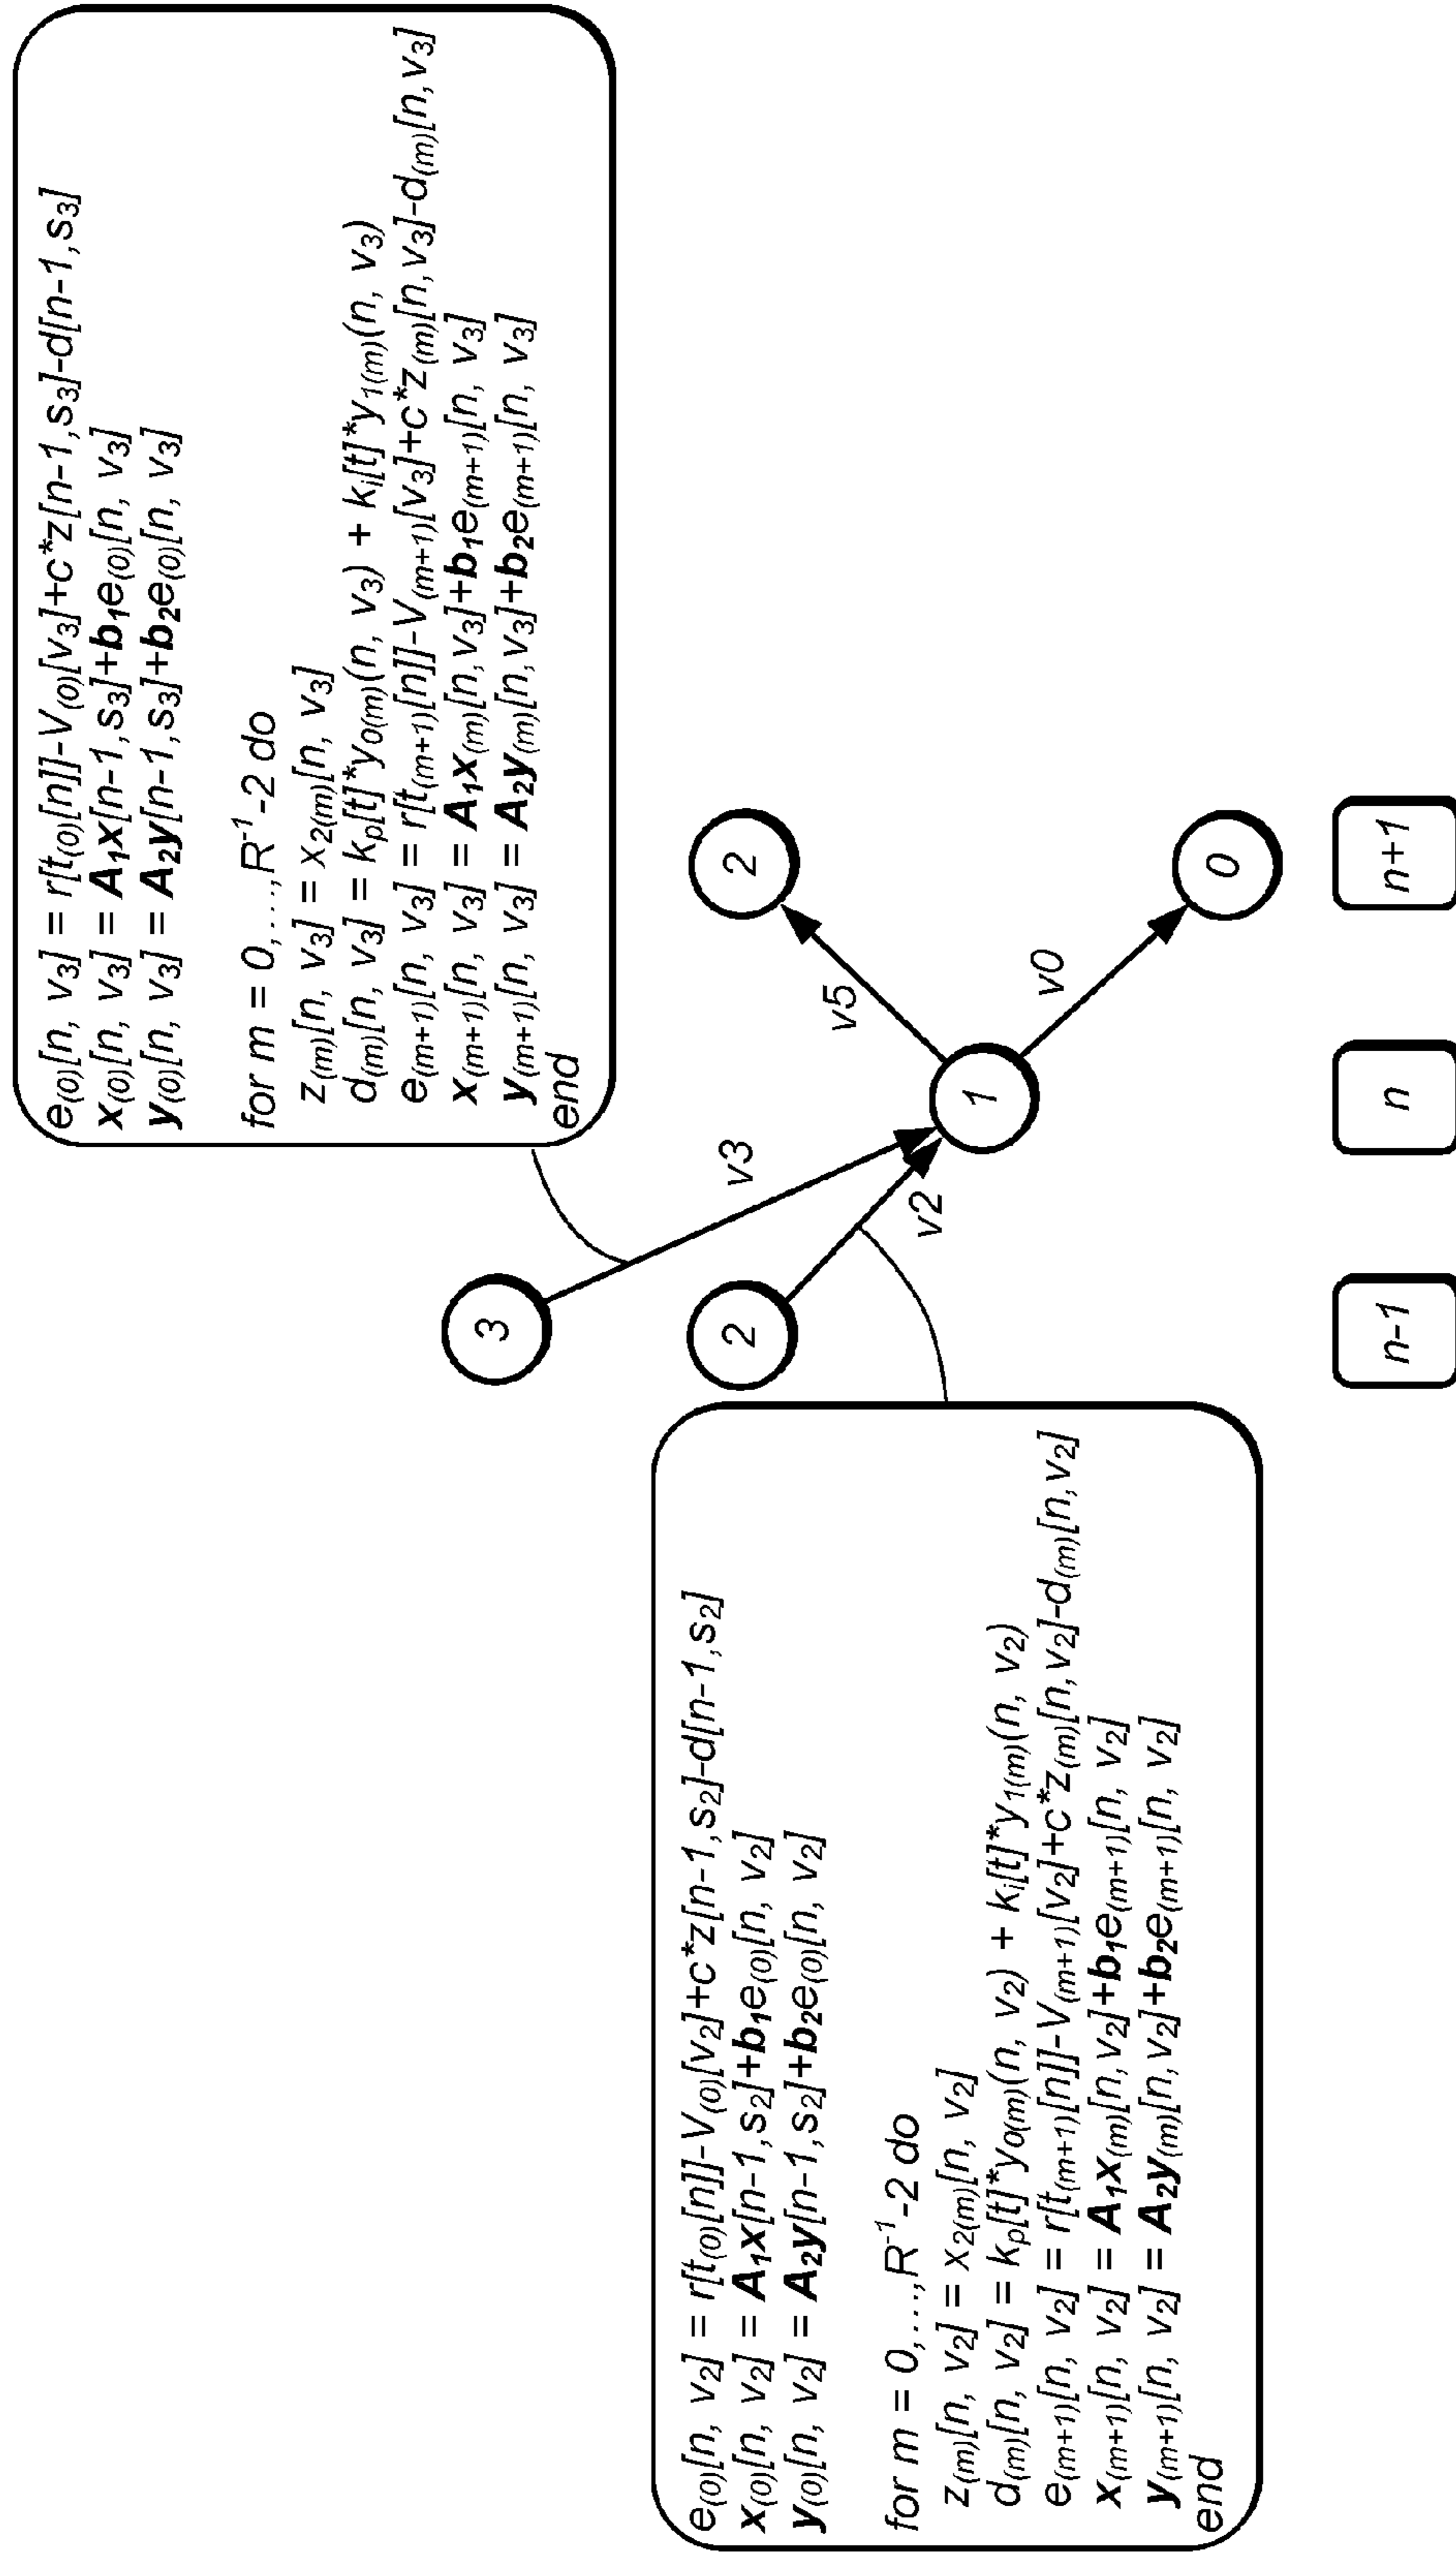 e₍₀₎[n, v₃] = r[t₍₀₎[n]]-V₍₀₎[v₃]+c*z[n-1,s₃]-d[n-1,s₃]
x₍₀₎[n, v₃] = A₁x[n-1,s₃]+b₁e₍₀₎[n, v₃]
y₍₀₎[n, v₃] = A₂y[n-1,s₃]+b₂e₍₀₎[n, v₃]
for m = 0,...,R⁻¹-2 do
z₍ₘ₎[n, v₃] = x₂₍ₘ₎[n, v₃]
d₍ₘ₎[n, v₃] = kₚ[t]*y₀₍ₘ₎(n, v₃) + kᵢ[t]*y₁₍ₘ₎(n, v₃)
e₍ₘ₊₁₎[n, v₃] = r[t₍ₘ₊₁₎[n]]-V₍ₘ₊₁₎[v₃]+c*z₍ₘ₎[n,v₃]-d₍ₘ₎[n,v₃]
x₍ₘ₊₁₎[n, v₃] = A₁x₍ₘ₎[n,v₃]+b₁e₍ₘ₊₁₎[n, v₃]
y₍ₘ₊₁₎[n, v₃] = A₂y₍ₘ₎[n,v₃]+b₂e₍ₘ₊₁₎[n, v₃]
end
3
v3
2
v2
1
v5
2
v0
0
e₍₀₎[n, v₂] = r[t₍₀₎[n]]-V₍₀₎[v₂]+c*z[n-1,s₂]-d[n-1,s₂]
x₍₀₎[n, v₂] = A₁x[n-1,s₂]+b₁e₍₀₎[n, v₂]
y₍₀₎[n, v₂] = A₂y[n-1,s₂]+b₂e₍₀₎[n, v₂]
for m = 0,...,R⁻¹-2 do
z₍ₘ₎[n, v₂] = x₂₍ₘ₎[n, v₂]
d₍ₘ₎[n, v₂] = kₚ[t]*y₀₍ₘ₎(n, v₂) + kᵢ[t]*y₁₍ₘ₎(n, v₂)
e₍ₘ₊₁₎[n, v₂] = r[t₍ₘ₊₁₎[n]]-V₍ₘ₊₁₎[v₂]+c*z₍ₘ₎[n,v₂]-d₍ₘ₎[n,v₂]
x₍ₘ₊₁₎[n, v₂] = A₁x₍ₘ₎[n,v₂]+b₁e₍ₘ₊₁₎[n, v₂]
y₍ₘ₊₁₎[n, v₂] = A₂y₍ₘ₎[n,v₂]+b₂e₍ₘ₊₁₎[n, v₂]
end
n-1
n
n+1